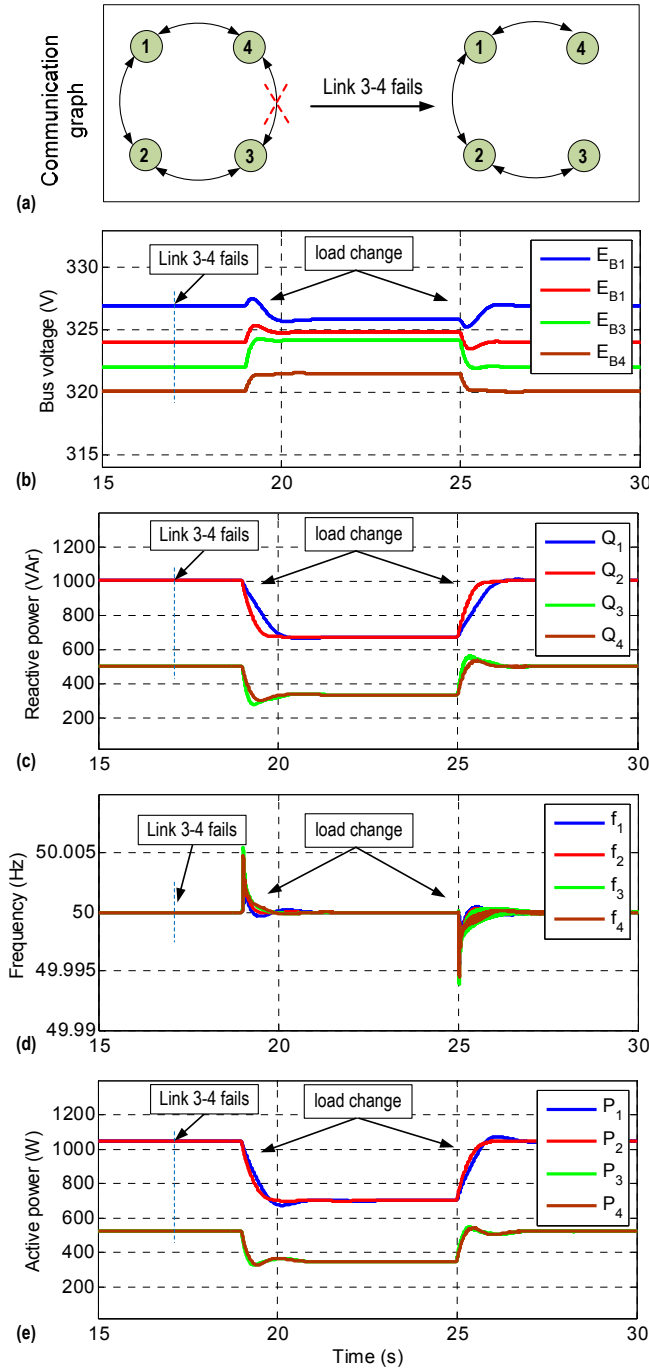 Communication graph
1
4
2
3
Link 3-4 fails
1
4
2
3
(a)
Bus voltage (V)
330
325
320
315
Link 3-4 fails
load change
E_B1
E_B1
E_B3
E_B4
15
20
25
30
(b)
Reactive power (VAr)
1200
1000
800
600
400
200
Link 3-4 fails
load change
Q_1
Q_2
Q_3
Q_4
15
20
25
30
(c)
Frequency (Hz)
50.005
50
49.995
49.99
Link 3-4 fails
load change
f_1
f_2
f_3
f_4
15
20
25
30
(d)
Active power (W)
1200
1000
800
600
400
200
Link 3-4 fails
load change
P_1
P_2
P_3
P_4
15
20
25
30
Time (s)
(e)